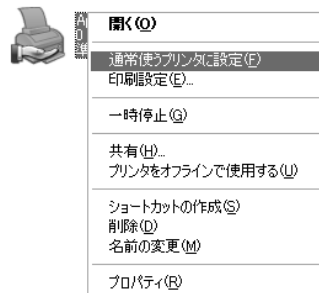 開く(O)
通常使うプリンタに設定(F)
印刷設定(E)...
一時停止(G)
共有(H)...
プリンタをオフラインで使用する(U)
ショートカットの作成(S)
削除(D)
名前の変更(M)
プロパティ(R)